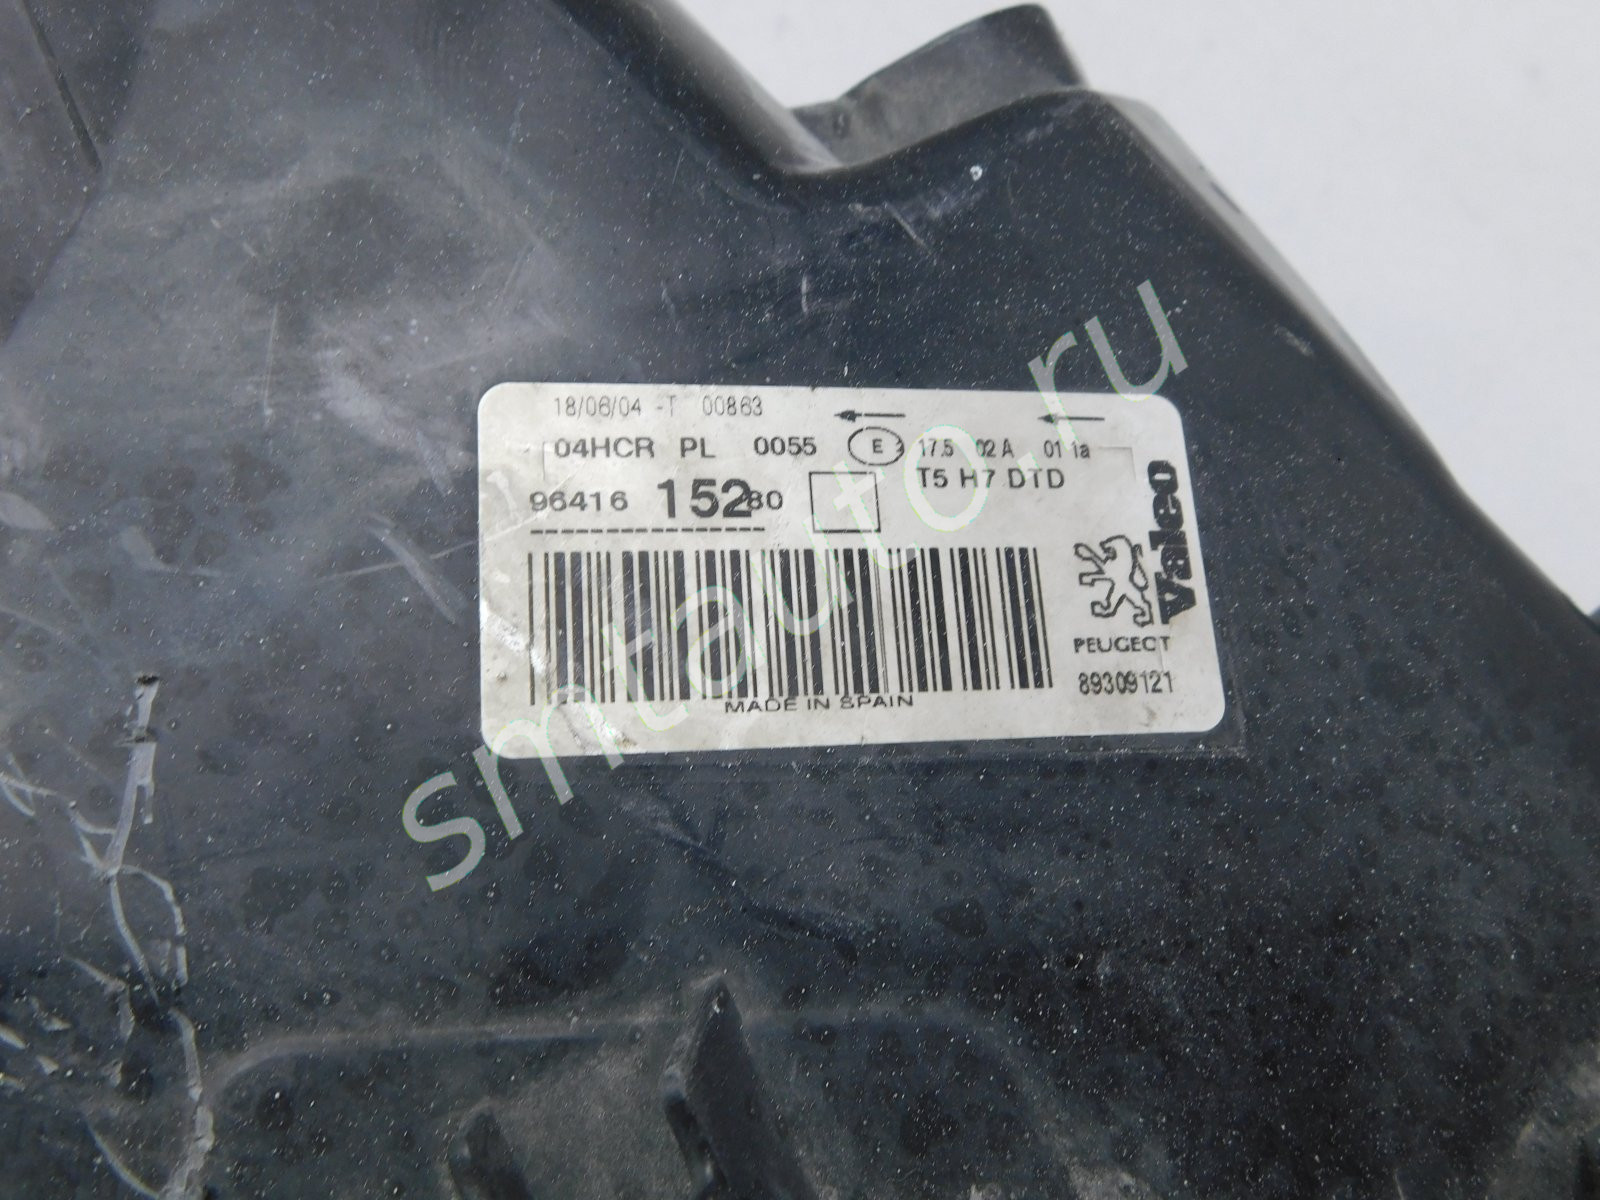 18/06/04 -T 00863
04HCR PL 0055 E 17.5 02 A 01 1a
T5 H7 DTD
96416 152 80
Valeo
PEUGEOT
89309121
MADE IN SPAIN
smtauto.ru